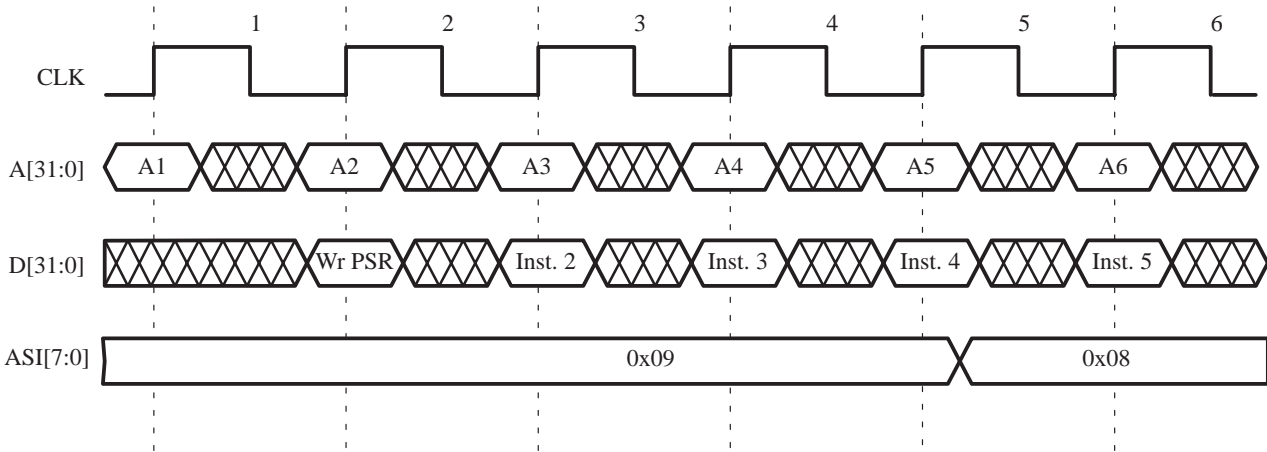 1 2 3 4 5 6
CLK
A[31:0] A1 A2 A3 A4 A5 A6
D[31:0] Wr PSR Inst. 2 Inst. 3 Inst. 4 Inst. 5
ASI[7:0] 0x09 0x08